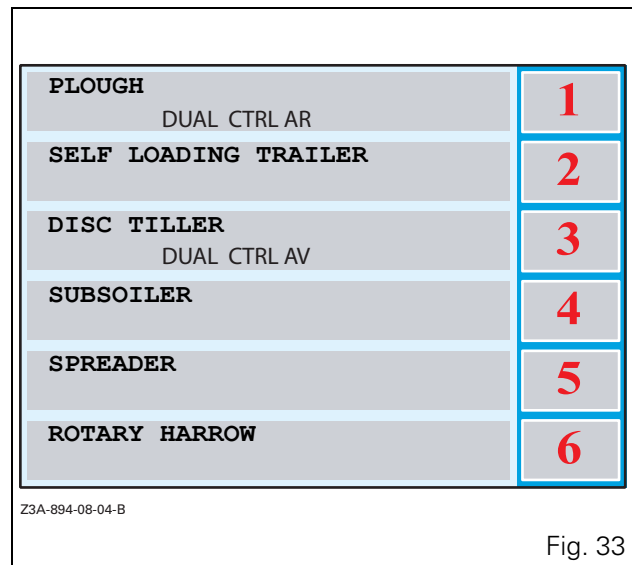 PLOUGH
1
DUAL CTRL AR
SELF LOADING TRAILER
2
DISC TILLER
3
DUAL CTRL AV
SUBSOILER
4
SPREADER
5
ROTARY HARROW
6
Z3A-894-08-04-B
Fig. 33